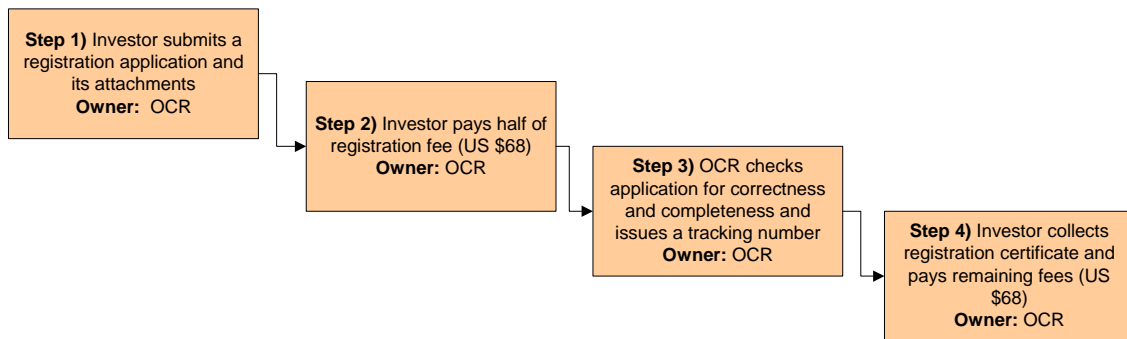 Step 1) Investor submits a
registration application and
its attachments
Owner: OCR
Step 2) Investor pays half of
registration fee (US $68)
Owner: OCR
Step 3) OCR checks
application for correctness
and completeness and
issues a tracking number
Owner: OCR
Step 4) Investor collects
registration certificate and
pays remaining fees (US
$68)
Owner: OCR